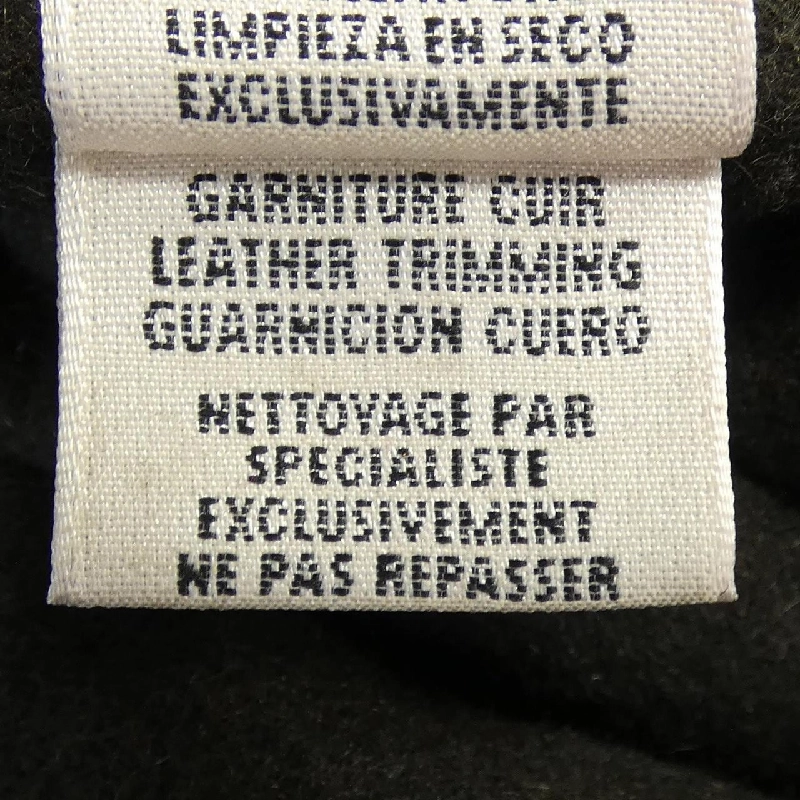 LIMPIEZA EN SECO
EXCLUSIVAMENTE
GARNITURE CUIR
LEATHER TRIMMING
GUARNICION CUERO
NETTOYAGE PAR
SPECIALISTE
EXCLUSIVEMENT
NE PAS REPASSER